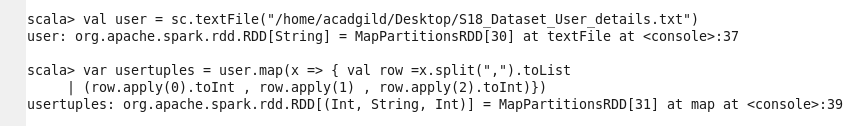 scala> val user = sc.textFile("/home/acadgild/Desktop/S18_Dataset_User_details.txt")
user: org.apache.spark.rdd.RDD[String] = MapPartitionsRDD[30] at textFile at <console>:37
scala> var usertuples = user.map(x => { val row =x.split(",").toList
     | (row.apply(0).toInt , row.apply(1) , row.apply(2).toInt)})
usertuples: org.apache.spark.rdd.RDD[(Int, String, Int)] = MapPartitionsRDD[31] at map at <console>:39